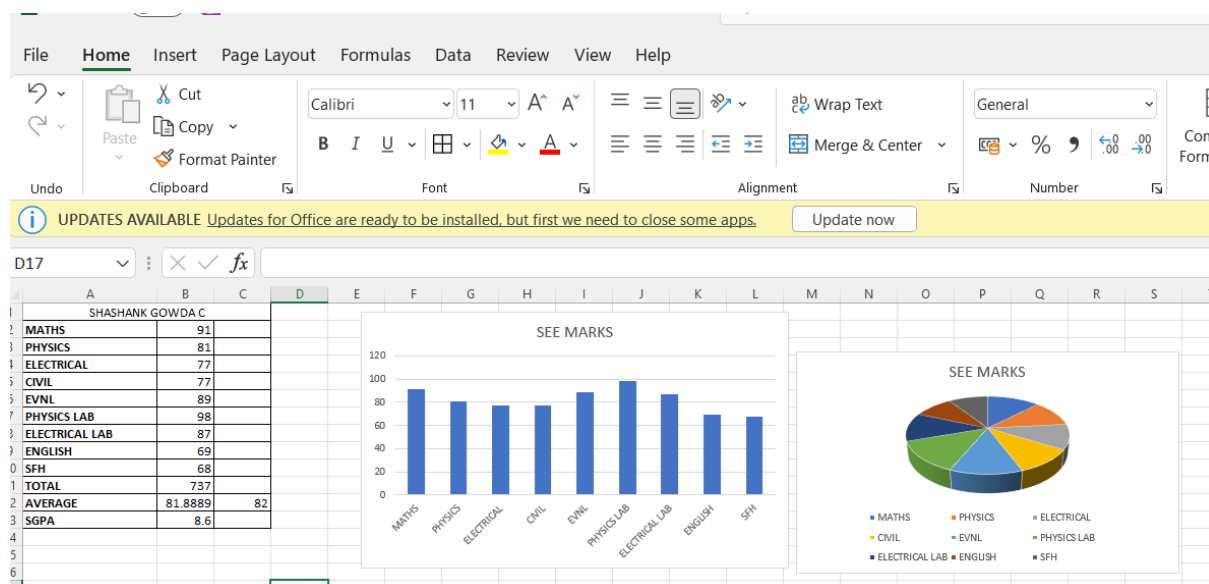 File Home Insert Page Layout Formulas Data Review View Help
Cut
Calibri 11 A^ A˅
ab Wrap Text
General
Paste
Copy
B I U A
Merge & Center
% 9 .00
Format Painter
Undo Clipboard Font Alignment Number
UPDATES AVAILABLE Updates for Office are ready to be installed, but first we need to close some apps. Update now
D17 fx
A B C D E F G H I J K L M N O P Q R S
SHASHANK GOWDA C
MATHS 91
PHYSICS 81
ELECTRICAL 77
CIVIL 77
EVNL 89
PHYSICS LAB 98
ELECTRICAL LAB 87
ENGLISH 69
SFH 68
TOTAL 737
AVERAGE 81.8889 82
SGPA 8.6
SEE MARKS
120
100
80
60
40
20
0
MATHS PHYSICS ELECTRICAL CIVIL EVNL PHYSICS LAB ELECTRICAL LAB ENGLISH SFH
SEE MARKS
MATHS PHYSICS ELECTRICAL
CIVIL EVNL PHYSICS LAB
ELECTRICAL LAB ENGLISH SFH